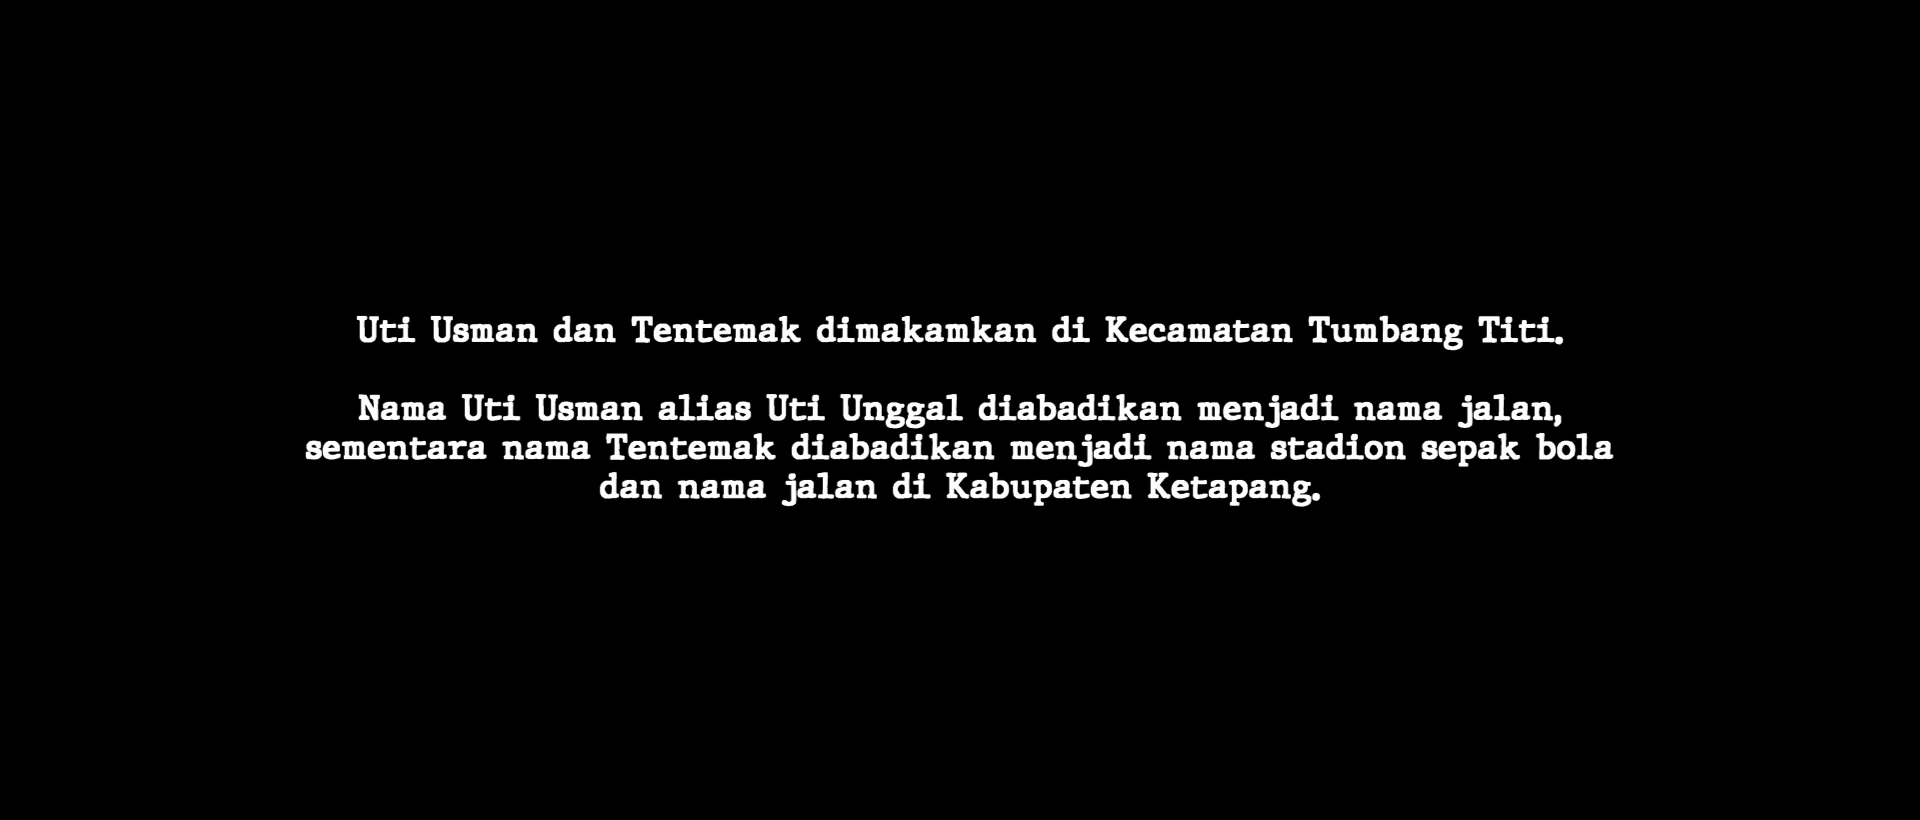 Uti Usman dan Tentemak dimakamkan di Kecamatan Tumbang Titi.
Nama Uti Usman alias Uti Unggal diabadikan menjadi nama jalan,
sementara nama Tentemak diabadikan menjadi nama stadion sepak bola
dan nama jalan di Kabupaten Ketapang.